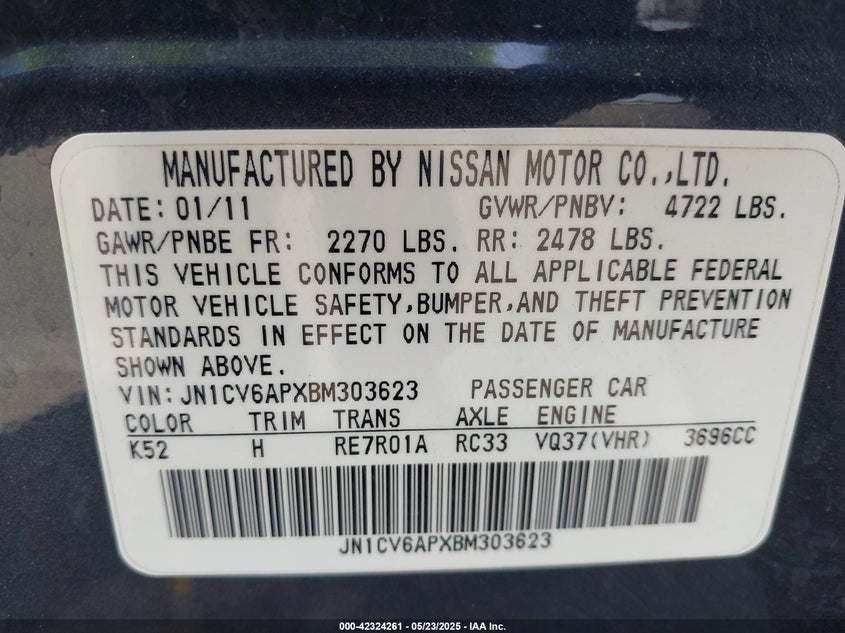 MANUFACTURED BY NISSAN MOTOR CO.,LTD.
DATE: 01/11 GVWR/PNBV: 4722 LBS.
GAWR/PNBE FR: 2270 LBS. RR: 2478 LBS.
THIS VEHICLE CONFORMS TO ALL APPLICABLE FEDERAL
MOTOR VEHICLE SAFETY,BUMPER,AND THEFT PREVENTION
STANDARDS IN EFFECT ON THE DATE OF MANUFACTURE
SHOWN ABOVE.
VIN: JN1CV6APXBM303623 PASSENGER CAR
COLOR TRIM TRANS AXLE ENGINE
K52 H RE7R01A RC33 VQ37(VHR) 3696CC
JN1CV6APXBM303623
000-42324261 - 05/23/2025 - IAA Inc.